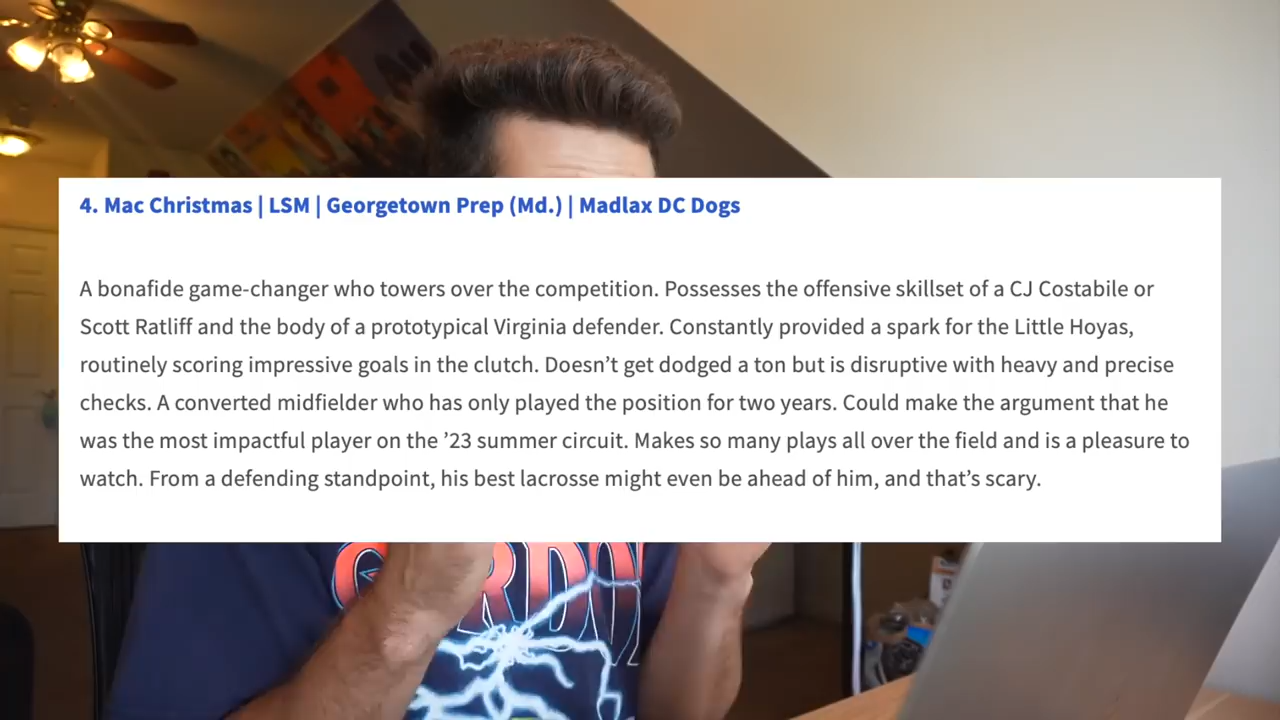 4. Mac Christmas | LSM | Georgetown Prep (Md.) | Madlax DC Dogs
A bonafide game-changer who towers over the competition. Possesses the offensive skillset of a CJ Costabile or
Scott Ratliff and the body of a prototypical Virginia defender. Constantly provided a spark for the Little Hoyas,
routinely scoring impressive goals in the clutch. Doesn’t get dodged a ton but is disruptive with heavy and precise
checks. A converted midfielder who has only played the position for two years. Could make the argument that he
was the most impactful player on the ’23 summer circuit. Makes so many plays all over the field and is a pleasure to
watch. From a defending standpoint, his best lacrosse might even be ahead of him, and that’s scary.